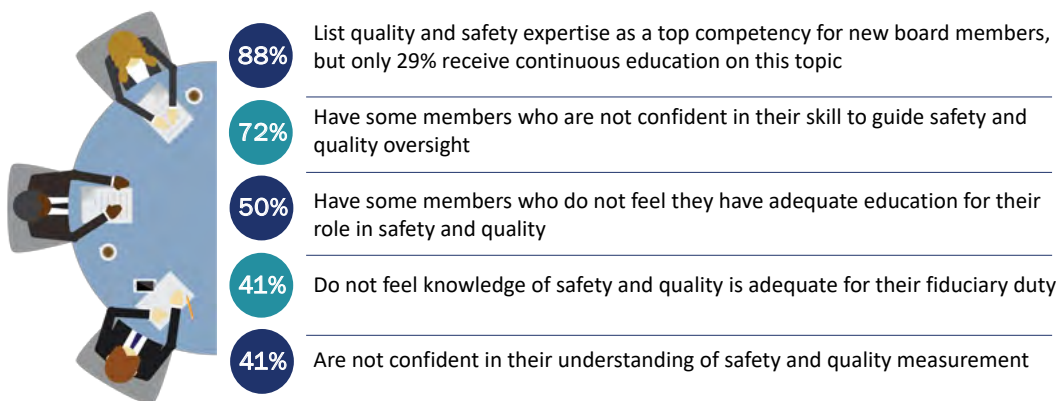 88%
List quality and safety expertise as a top competency for new board members,
but only 29% receive continuous education on this topic
72%
Have some members who are not confident in their skill to guide safety and
quality oversight
50%
Have some members who do not feel they have adequate education for their
role in safety and quality
41%
Do not feel knowledge of safety and quality is adequate for their fiduciary duty
41%
Are not confident in their understanding of safety and quality measurement